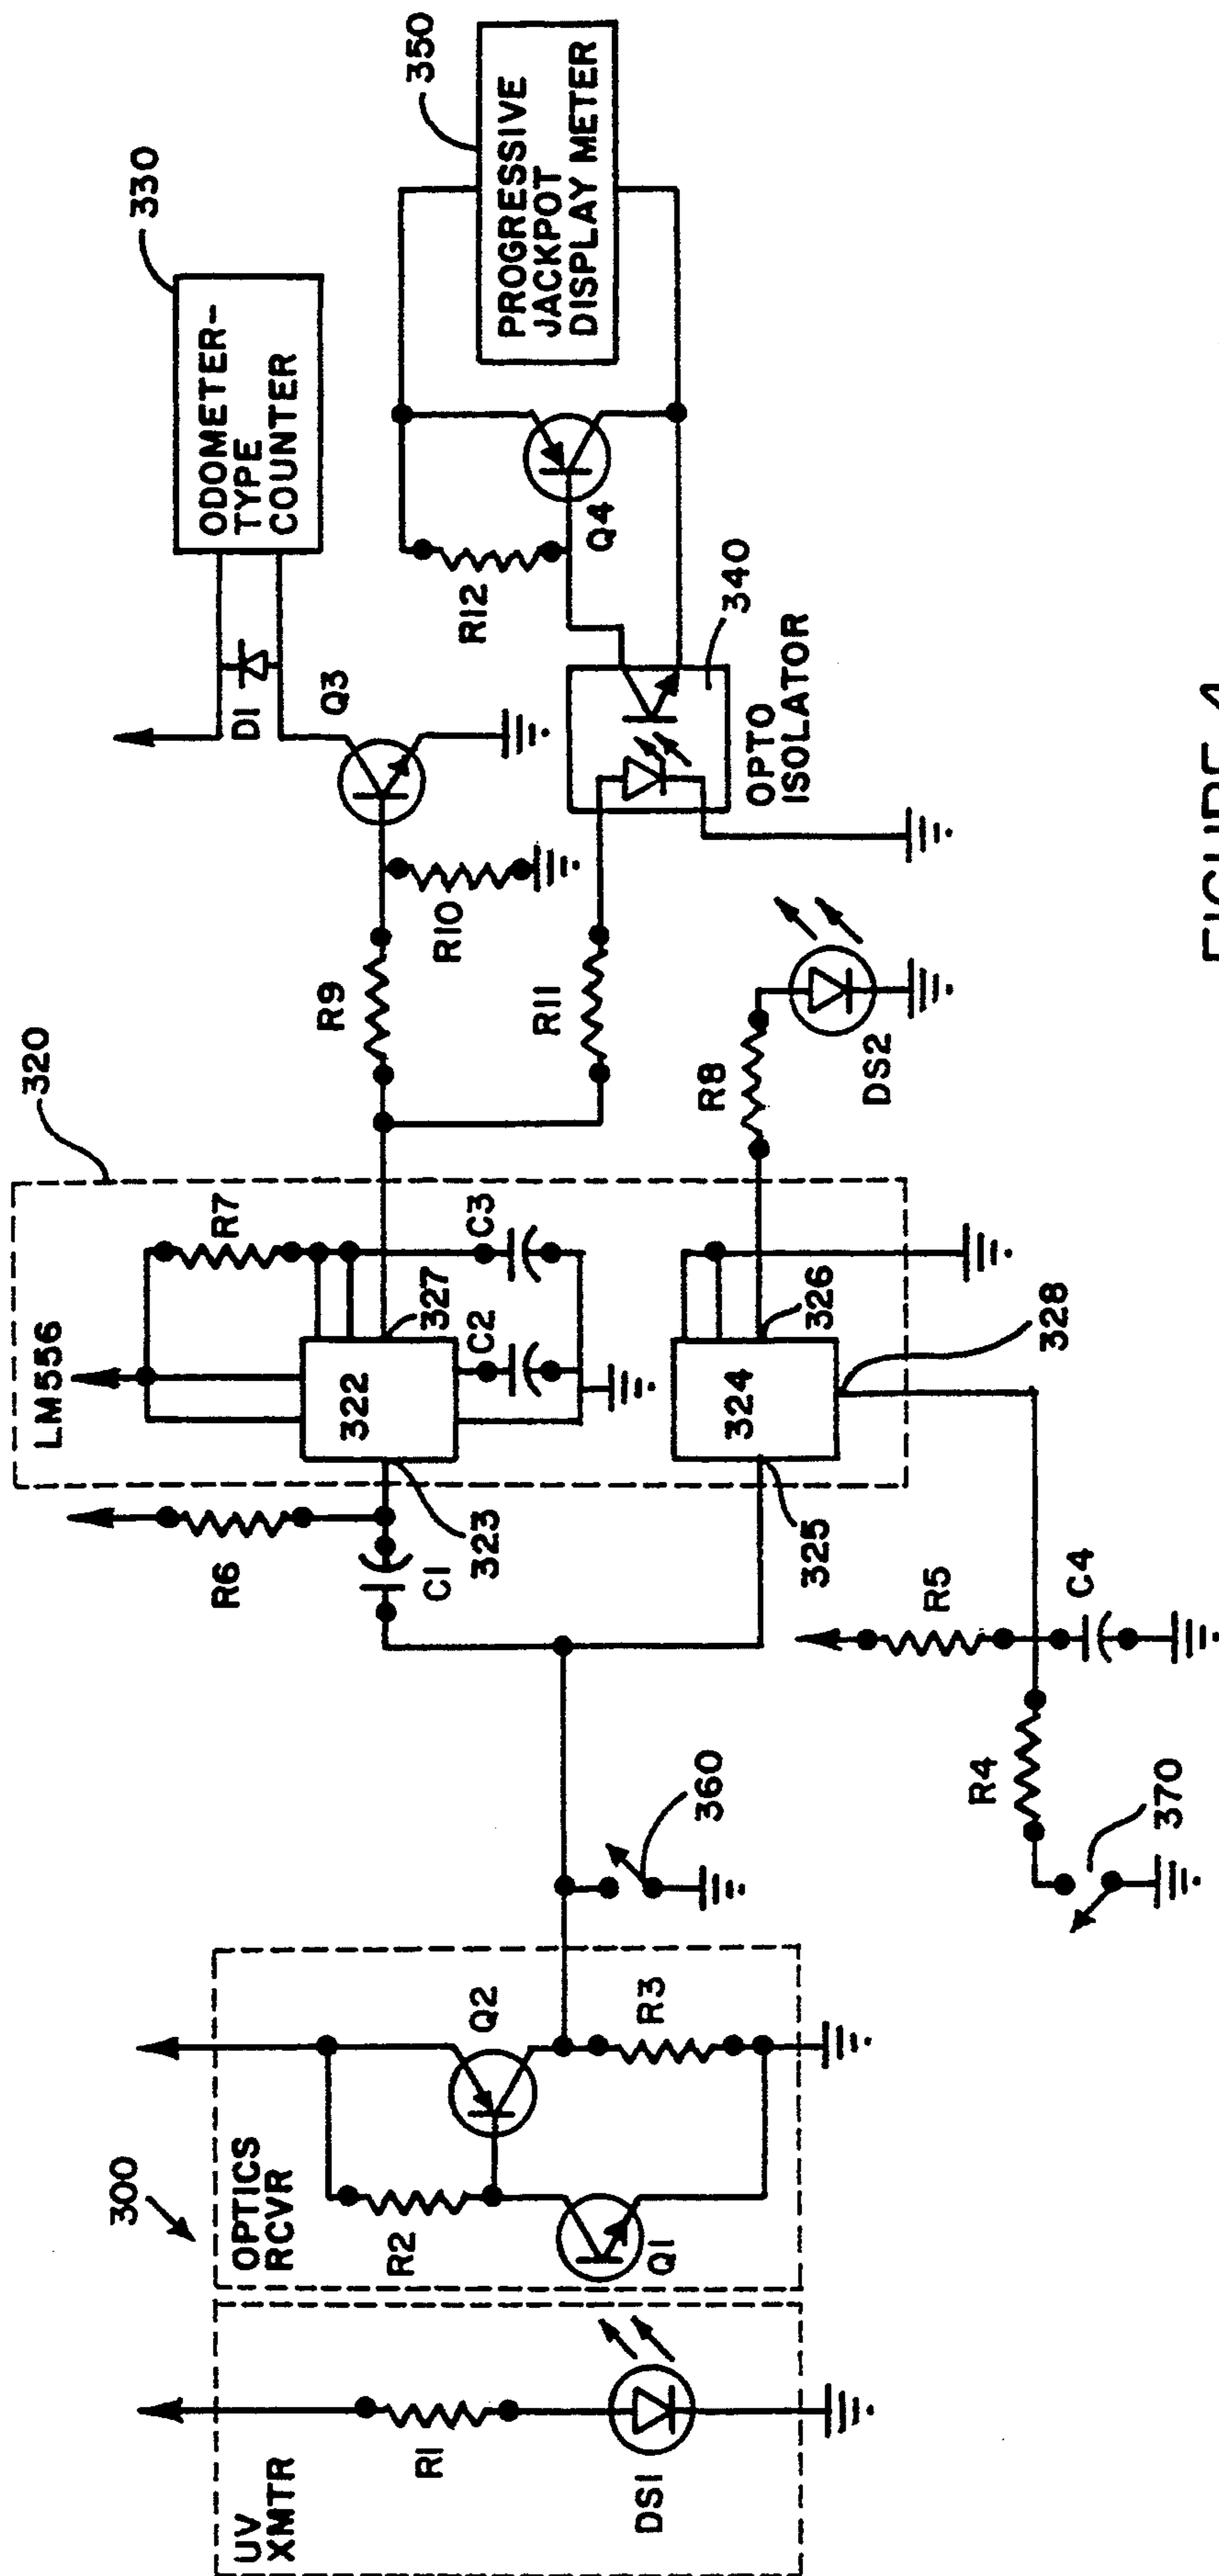 300
UV
XMTR
R1
DS1
OPTICS
RCVR
R2
Q1
Q2
R3
360
R4
370
R5
C4
R6
C1
323
325
320
LM556
322
324
R7
C2
C3
327
326
328
R8
DS2
R9
R10
R11
Q3
D1
330
ODOMETER-
TYPE
COUNTER
OPTO
ISOLATOR
340
R12
Q4
350
PROGRESSIVE
JACKPOT
DISPLAY METER
FIGURE 4